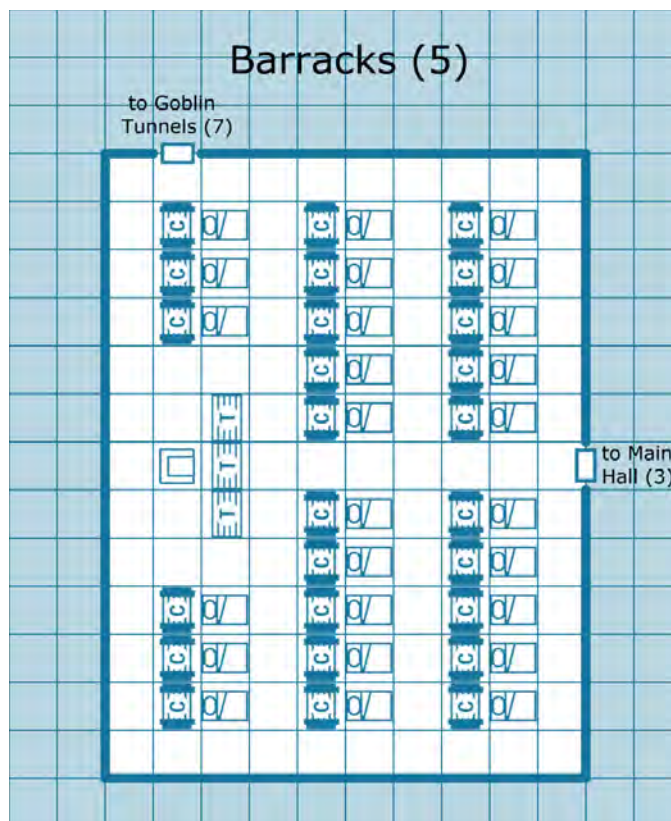 Barracks (5)
to Goblin
Tunnels (7)
C C C
C C C
C C C
C C
T C C
T
to Main
Hall (3)
T C C
C C
C C C
C C C
C C C